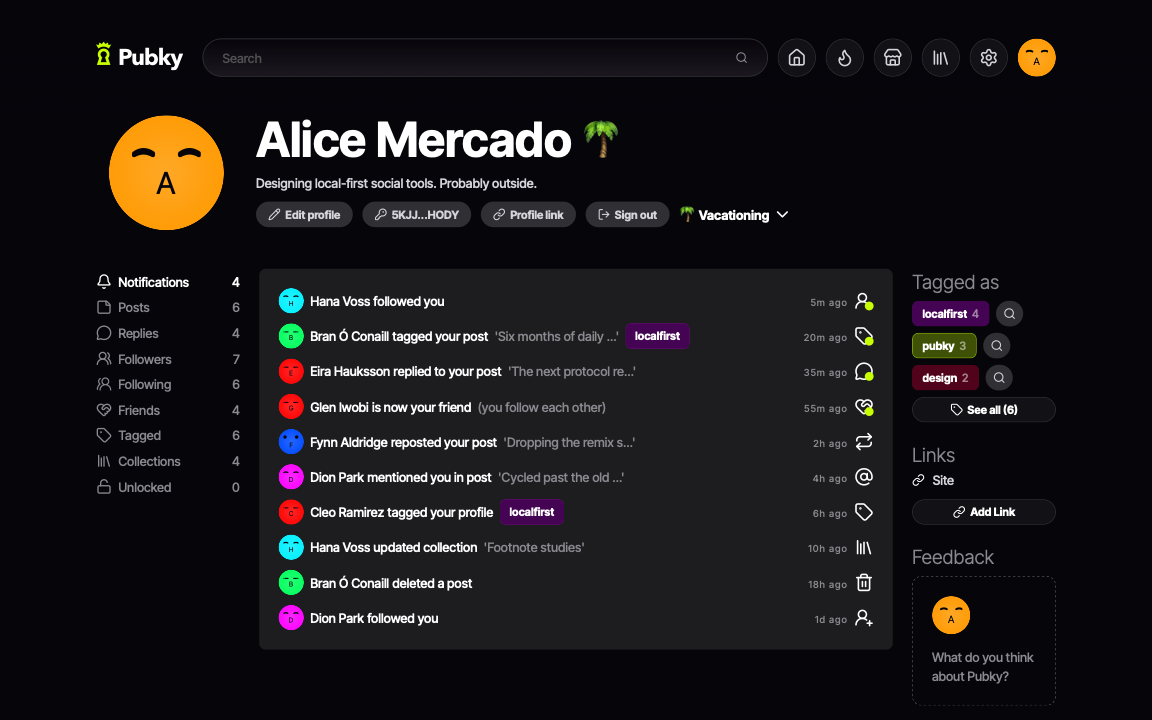 Pubky
Search
A
A
Alice Mercado 🌴
Designing local-first social tools. Probably outside.
Edit profile
5KJJ...HODY
Profile link
Sign out
🌴 Vacationing
Notifications 4
Posts 6
Replies 4
Followers 7
Following 6
Friends 4
Tagged 6
Collections 4
Unlocked 0
H Hana Voss followed you 5m ago
B Bran Ó Conaill tagged your post 'Six months of daily ...' localfirst 20m ago
E Eira Hauksson replied to your post 'The next protocol re...' 35m ago
G Glen Iwobi is now your friend (you follow each other) 55m ago
F Fynn Aldridge reposted your post 'Dropping the remix s...' 2h ago
D Dion Park mentioned you in post 'Cycled past the old ...' 4h ago
C Cleo Ramirez tagged your profile localfirst 6h ago
H Hana Voss updated collection 'Footnote studies' 10h ago
B Bran Ó Conaill deleted a post 18h ago
D Dion Park followed you 1d ago
Tagged as
localfirst 4
pubky 3
design 2
See all (6)
Links
Site
Add Link
Feedback
A
What do you think
about Pubky?